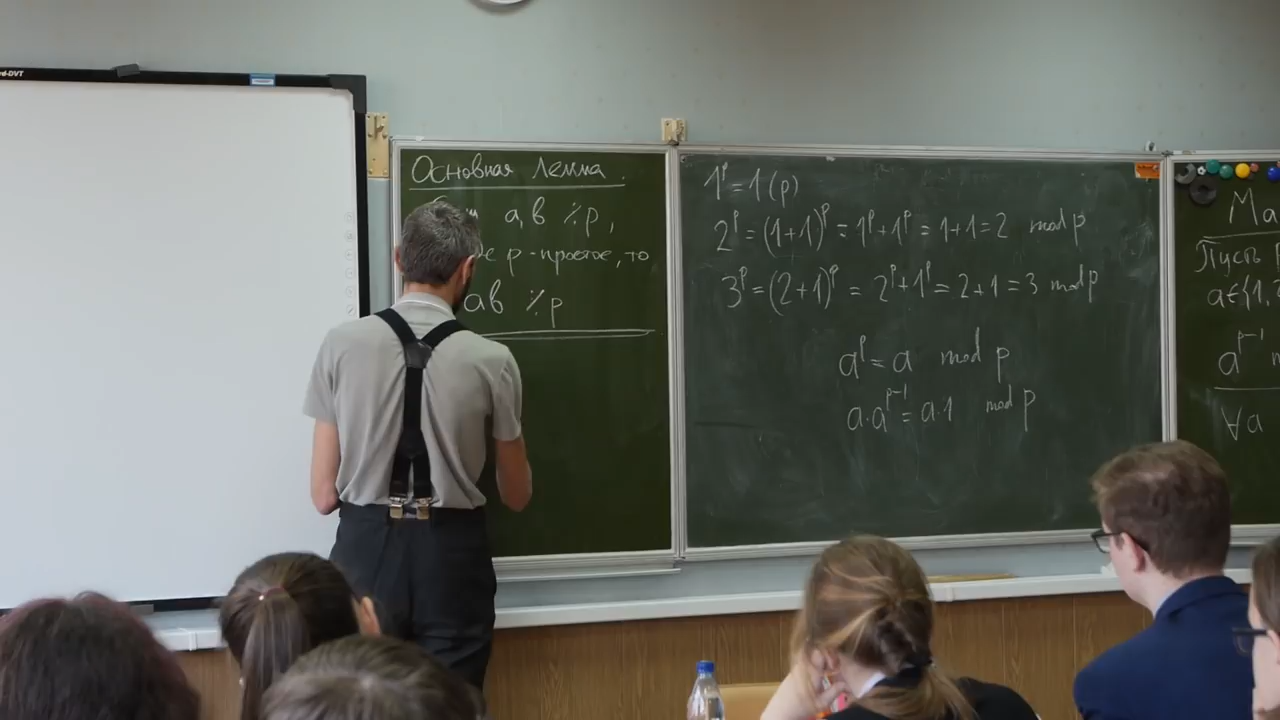 Основная Лемма.
a, b ⁒ p,
p - простое, то
ab ⁒ p
1^p = 1 (p)
2^p = (1+1)^p = 1^p + 1^p = 1+1 = 2 mod p
3^p = (2+1)^p = 2^p + 1^p = 2+1 = 3 mod p
a^p = a mod p
a·a^{p-1} = a·1 mod p
Ma
Пусть
a∈{1,
a^{p-1}
∀a